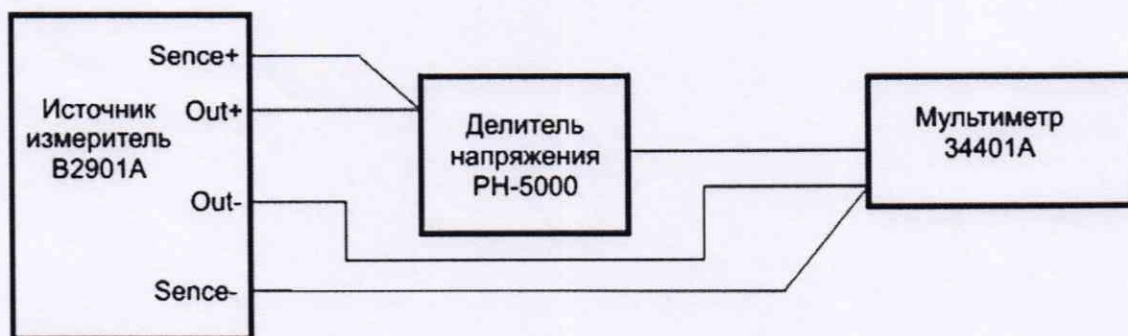 Sence+
Источник
измеритель
B2901A
Out+
Out-
Sence-
Делитель
напряжения
PH-5000
Мультиметр
34401A